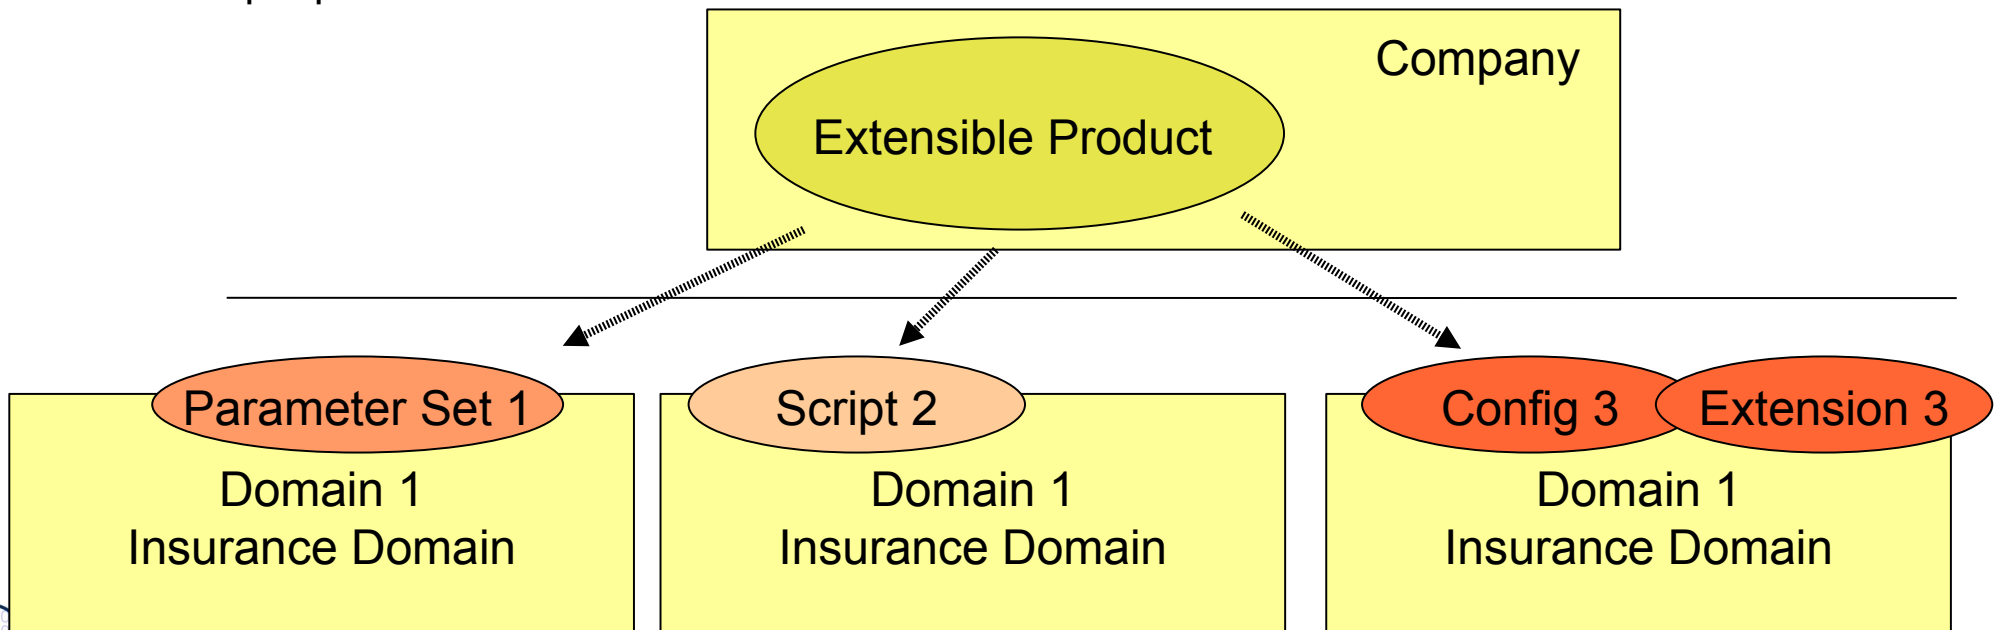 Company
Extensible Product
Parameter Set 1
Script 2
Config 3
Extension 3
Domain 1
Insurance Domain
Domain 1
Insurance Domain
Domain 1
Insurance Domain